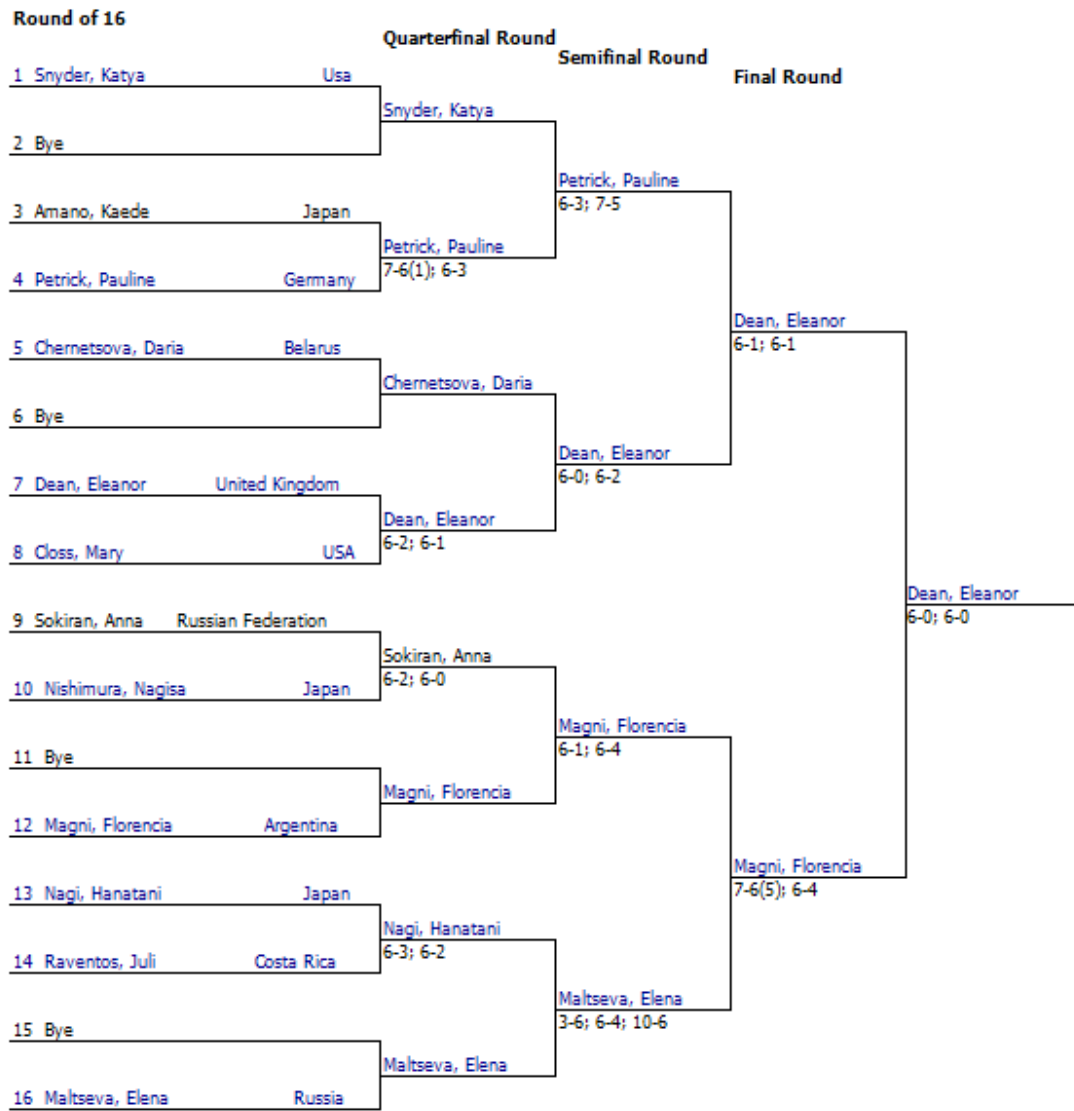 Round of 16
Quarterfinal Round
Semifinal Round
Final Round
1 Snyder, Katya Usa
Snyder, Katya
2 Bye
Petrick, Pauline
6-3; 7-5
3 Amano, Kaede Japan
Petrick, Pauline
7-6(1); 6-3
4 Petrick, Pauline Germany
Dean, Eleanor
6-1; 6-1
5 Chernetsova, Daria Belarus
Chernetsova, Daria
6 Bye
Dean, Eleanor
6-0; 6-2
7 Dean, Eleanor United Kingdom
Dean, Eleanor
6-2; 6-1
8 Closs, Mary USA
Dean, Eleanor
6-0; 6-0
9 Sokiran, Anna Russian Federation
Sokiran, Anna
6-2; 6-0
10 Nishimura, Nagisa Japan
Magni, Florencia
6-1; 6-4
11 Bye
Magni, Florencia
12 Magni, Florencia Argentina
Magni, Florencia
7-6(5); 6-4
13 Nagi, Hanatani Japan
Nagi, Hanatani
6-3; 6-2
14 Raventos, Juli Costa Rica
Maltseva, Elena
3-6; 6-4; 10-6
15 Bye
Maltseva, Elena
16 Maltseva, Elena Russia